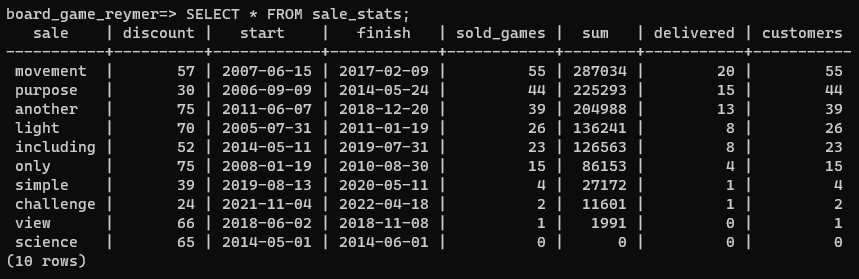 board_game_reymer=> SELECT * FROM sale_stats;
   sale    | discount |   start    |   finish   | sold_games |  sum   | delivered | customers
-----------+----------+------------+------------+------------+--------+-----------+-----------
 movement  |       57 | 2007-06-15 | 2017-02-09 |         55 | 287034 |        20 |        55
 purpose   |       30 | 2006-09-09 | 2014-05-24 |         44 | 225293 |        15 |        44
 another   |       75 | 2011-06-07 | 2018-12-20 |         39 | 204988 |        13 |        39
 light     |       70 | 2005-07-31 | 2011-01-19 |         26 | 136241 |         8 |        26
 including |       52 | 2014-05-11 | 2019-07-31 |         23 | 126563 |         8 |        23
 only      |       75 | 2008-01-19 | 2010-08-30 |         15 |  86153 |         4 |        15
 simple    |       39 | 2019-08-13 | 2020-05-11 |          4 |  27172 |         1 |         4
 challenge |       24 | 2021-11-04 | 2022-04-18 |          2 |  11601 |         1 |         2
 view      |       66 | 2018-06-02 | 2018-11-08 |          1 |   1991 |         0 |         1
 science   |       65 | 2014-05-01 | 2014-06-01 |          0 |      0 |         0 |         0
(10 rows)